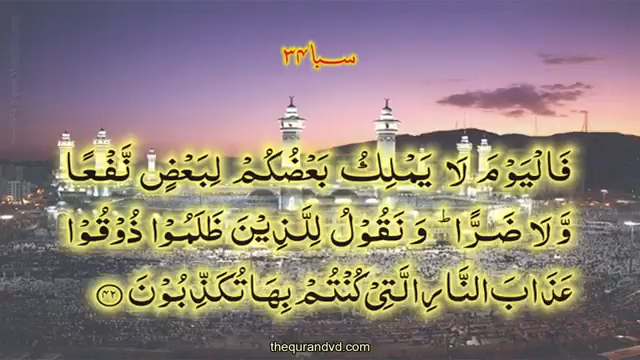 سبا ۳۴
فَالْيَوْمَ لَا يَمْلِكُ بَعْضُكُمْ لِبَعْضٍ نَّفْعًا
وَّلَا ضَرًّا ؕ وَنَقُوْلُ لِلَّذِيْنَ ظَلَمُوْا ذُوْقُوْا
عَذَابَ النَّارِ الَّتِيْ كُنْتُمْ بِهَا تُكَذِّبُوْنَ ﴿۴۲﴾
thequrandvd.com